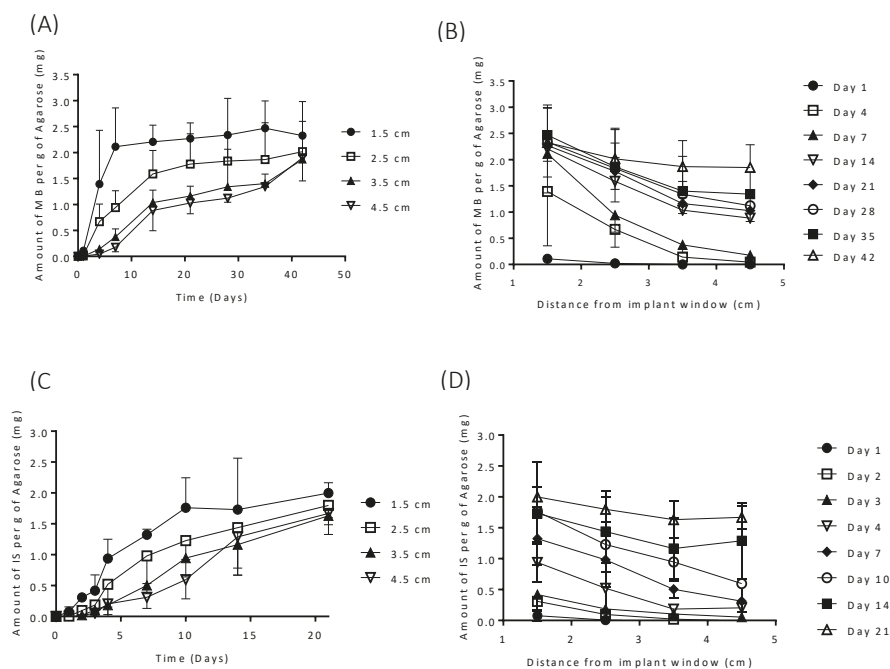 (A)
Amount of MB per g of Agarose (mg)
3.5
3.0
2.5
2.0
1.5
1.0
0.5
0.0
0 10 20 30 40 50
Time (Days)
1.5 cm
2.5 cm
3.5 cm
4.5 cm
(B)
Amount of MB per g of Agarose (mg)
3.5
3.0
2.5
2.0
1.5
1.0
0.5
0.0
1 2 3 4 5
Distance from implant window (cm)
Day 1
Day 4
Day 7
Day 14
Day 21
Day 28
Day 35
Day 42
(C)
Amount of IS per g of Agarose (mg)
3.0
2.5
2.0
1.5
1.0
0.5
0.0
0 5 10 15 20
Time (Days)
1.5 cm
2.5 cm
3.5 cm
4.5 cm
(D)
Amount of IS per g of Agarose (mg)
3.0
2.5
2.0
1.5
1.0
0.5
0.0
1 2 3 4 5
Distance from implant window (cm)
Day 1
Day 2
Day 3
Day 4
Day 7
Day 10
Day 14
Day 21